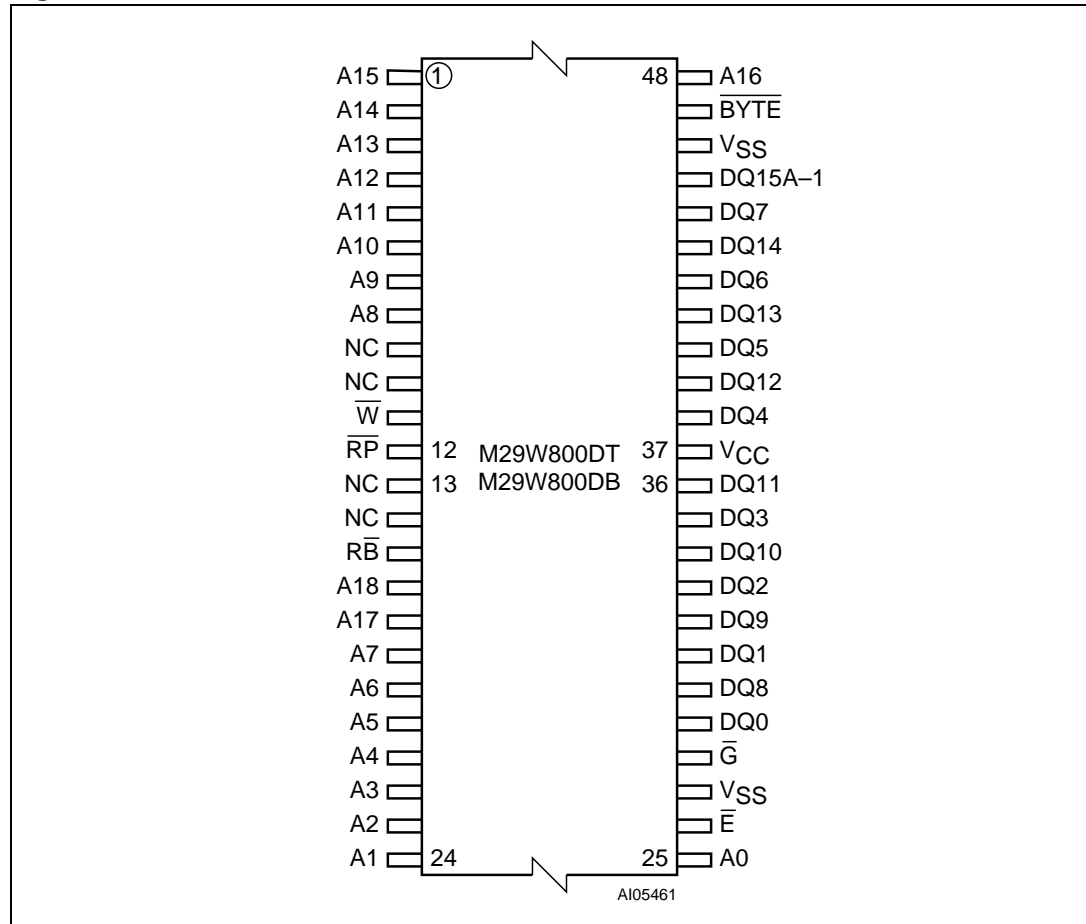 A15 ① 48 A16
A14 B̅Y̅T̅E̅
A13 VSS
A12 DQ15A–1
A11 DQ7
A10 DQ14
A9 DQ6
A8 DQ13
NC DQ5
NC DQ12
W̅ DQ4
R̅P̅ 12 M29W800DT 37 VCC
NC 13 M29W800DB 36 DQ11
NC DQ3
RB̅ DQ10
A18 DQ2
A17 DQ9
A7 DQ1
A6 DQ8
A5 DQ0
A4 G̅
A3 VSS
A2 E̅
A1 24 25 A0
AI05461